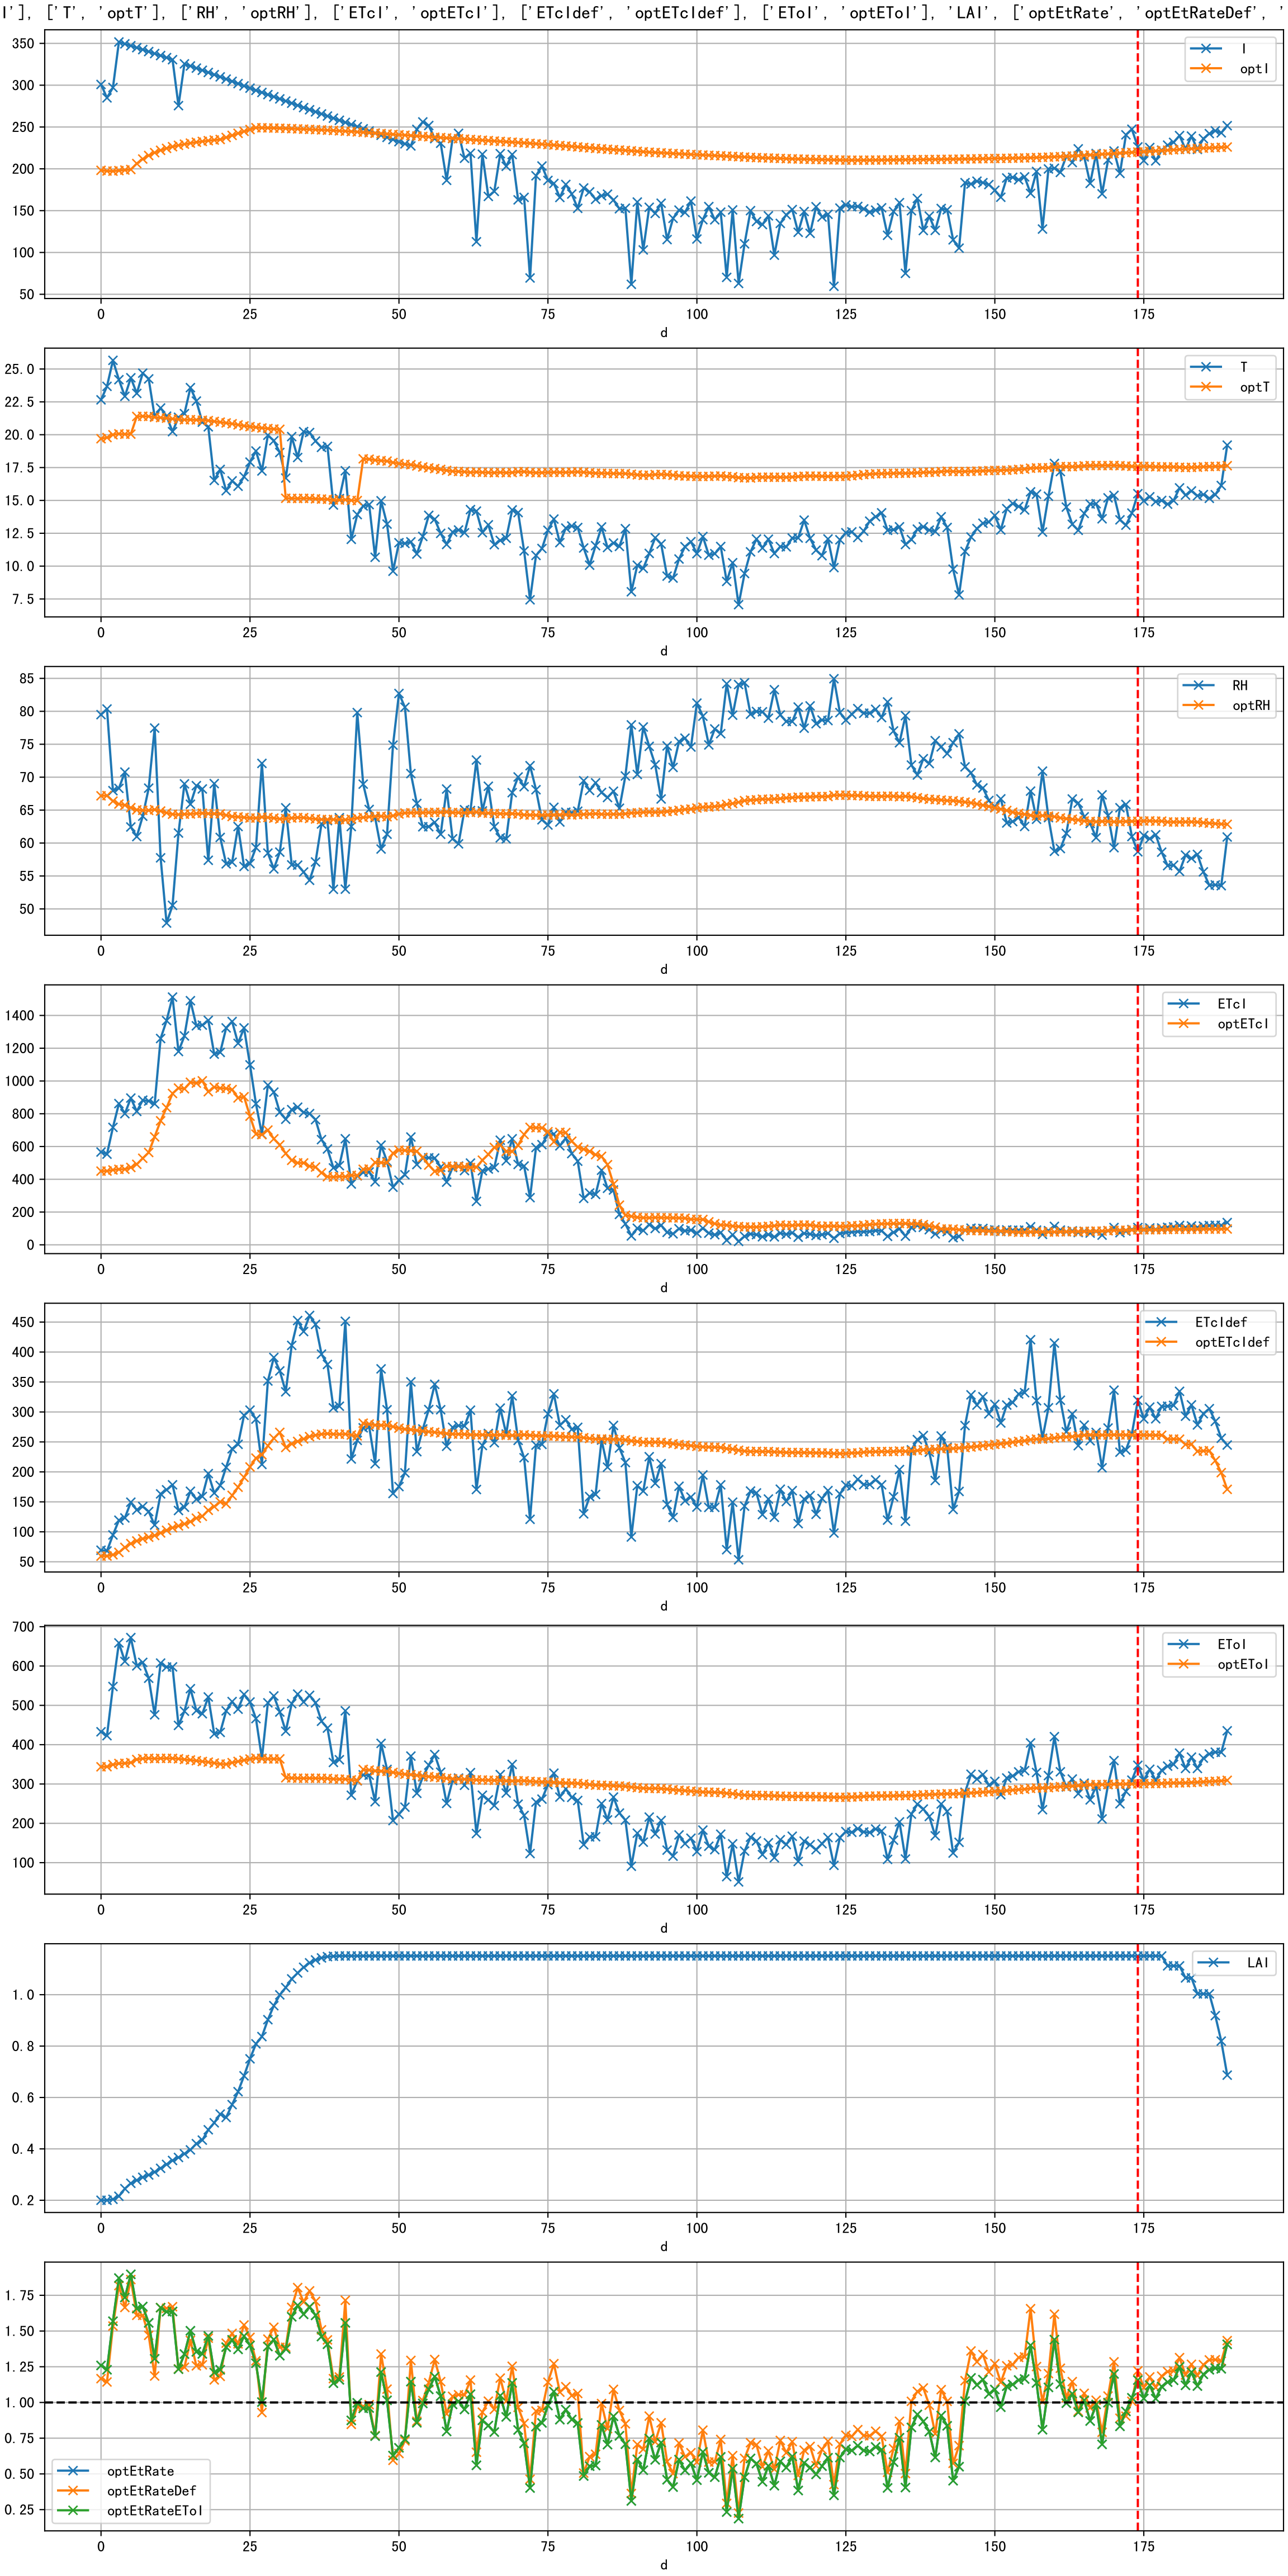 I'], ['T', 'optT'], ['RH', 'optRH'], ['ETcI', 'optETcI'], ['ETcIdef', 'optETcIdef'], ['EToI', 'optEToI'], 'LAI', ['optEtRate', 'optEtRateDef', '
350
300
250
200
150
100
50
I
optI
0 25 50 75 100 125 150 175
d
25.0
22.5
20.0
17.5
15.0
12.5
10.0
7.5
T
optT
0 25 50 75 100 125 150 175
d
85
80
75
70
65
60
55
50
RH
optRH
0 25 50 75 100 125 150 175
d
1400
1200
1000
800
600
400
200
0
ETcI
optETcI
0 25 50 75 100 125 150 175
d
450
400
350
300
250
200
150
100
50
ETcIdef
optETcIdef
0 25 50 75 100 125 150 175
d
700
600
500
400
300
200
100
EToI
optEToI
0 25 50 75 100 125 150 175
d
1.0
0.8
0.6
0.4
0.2
LAI
0 25 50 75 100 125 150 175
d
1.75
1.50
1.25
1.00
0.75
0.50
0.25
optEtRate
optEtRateDef
optEtRateEToI
0 25 50 75 100 125 150 175
d